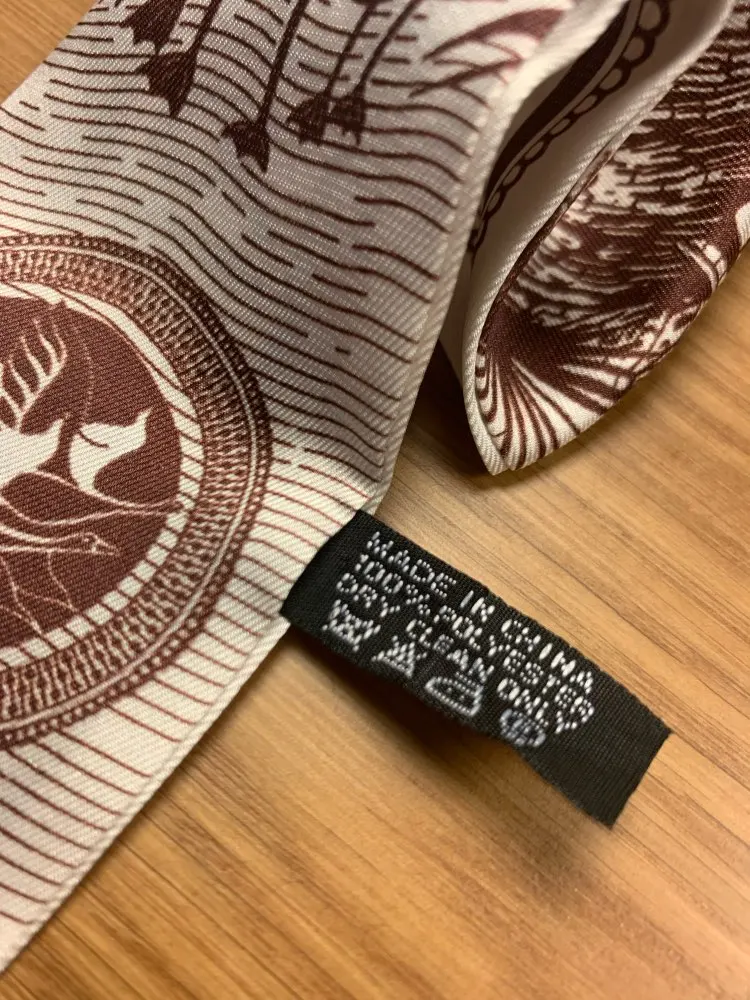 MADE IN CHINA
100% POLYESTER
DRY CLEAN ONLY